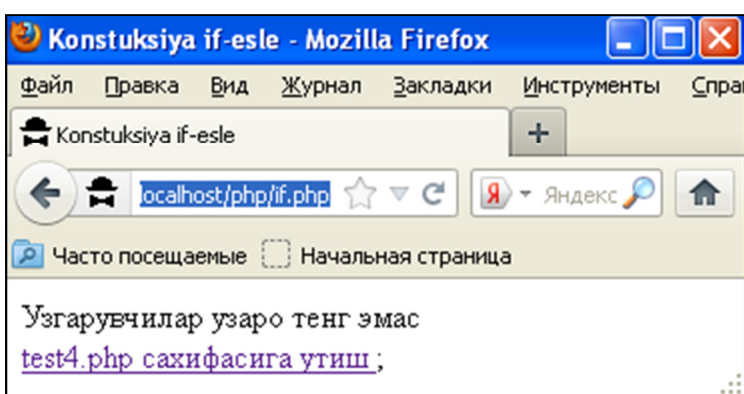 Konstuksiya if-esle - Mozilla Firefox
Файл Правка Вид Журнал Закладки Инструменты Спра
Konstuksiya if-esle
localhost/php/if.php Я Яндекс
Часто посещаемые Начальная страница
Узгарувчилар узаро тенг эмас
test4.php сахифасига утиш ;